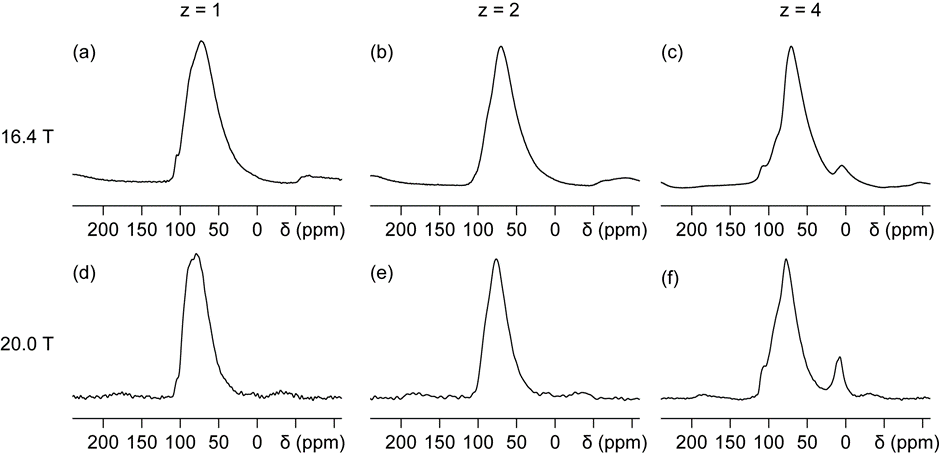 z = 1 z = 2 z = 4
(a) (b) (c)
16.4 T
200 150 100 50 0 δ (ppm) 200 150 100 50 0 δ (ppm) 200 150 100 50 0 δ (ppm)
(d) (e) (f)
20.0 T
200 150 100 50 0 δ (ppm) 200 150 100 50 0 δ (ppm) 200 150 100 50 0 δ (ppm)